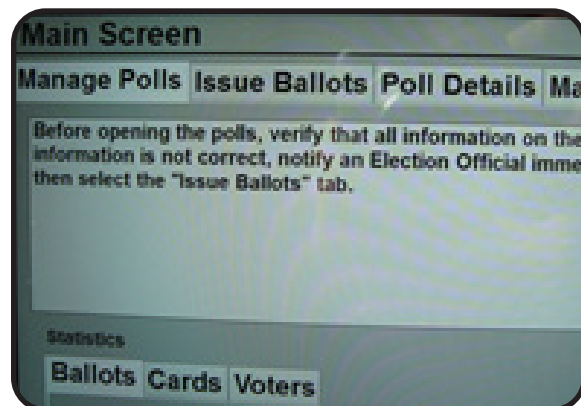 Main Screen
Manage Polls Issue Ballots Poll Details Ma
Before opening the polls, verify that all information on the
information is not correct, notify an Election Official imme
then select the "Issue Ballots" tab.
Statistics
Ballots Cards Voters